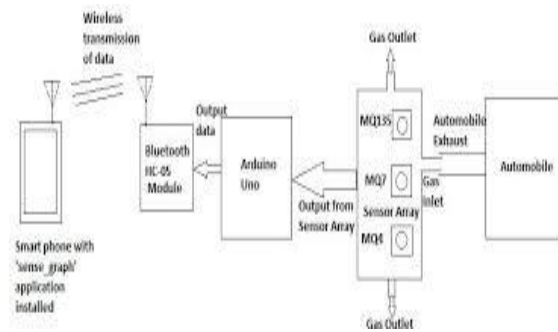 Wireless
transmission
of data
Gas Outlet
Output
data
Bluetooth
HC-05
Module
Arduino
Uno
Output from
Sensor Array
MQ135
MQ7
Sensor Array
MQ4
Automobile
Exhaust
Gas
Inlet
Automobile
Smart phone with
'sense_graph'
application
installed
Gas Outlet